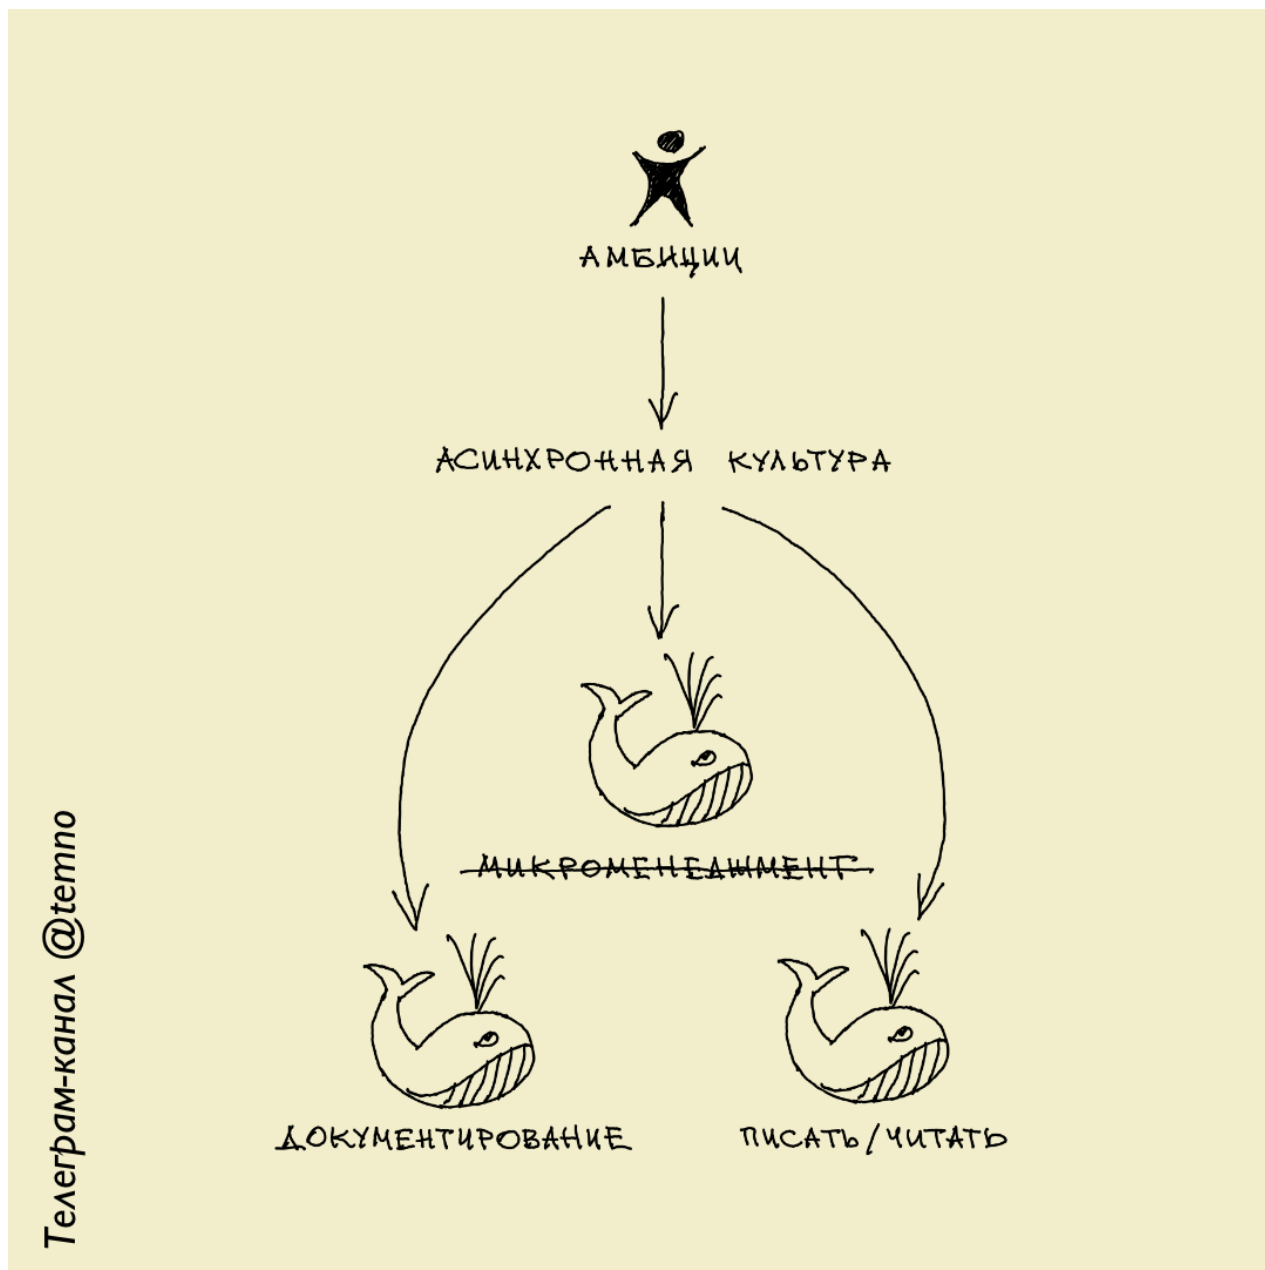 АМБИЦИИ
АСИНХРОННАЯ КУЛЬТУРА
МИКРОМЕНЕДЖМЕНТ
ДОКУМЕНТИРОВАНИЕ
ПИСАТЬ/ЧИТАТЬ
Телеграм-канал @temno